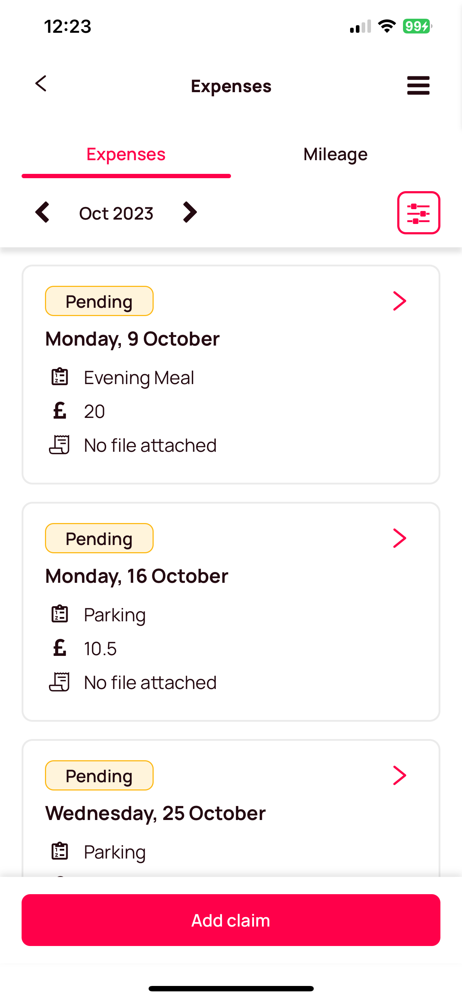 12:23
99
Expenses
Expenses Mileage
Oct 2023
Pending
Monday, 9 October
Evening Meal
£ 20
No file attached
Pending
Monday, 16 October
Parking
£ 10.5
No file attached
Pending
Wednesday, 25 October
Parking
Add claim